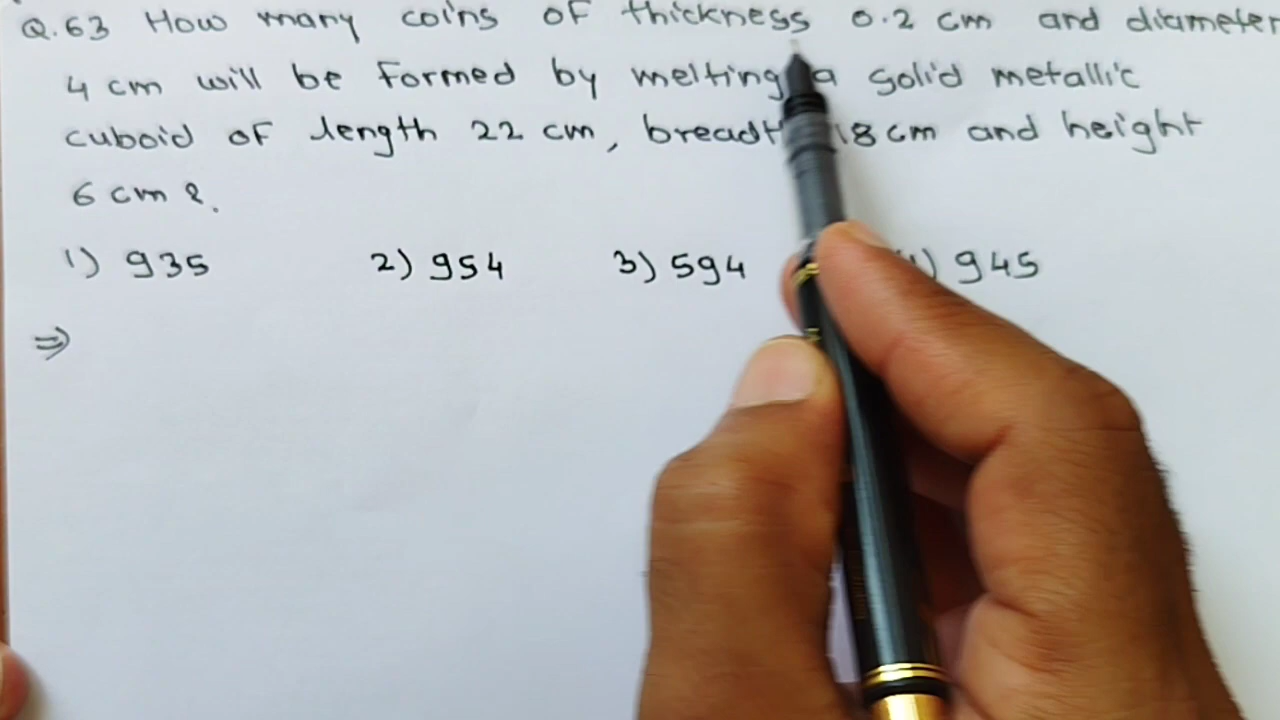 Q.63 How many coins of thickness 0.2 cm and diameter
4 cm will be formed by melting a solid metallic
cuboid of length 22 cm, breadth 18 cm and height
6 cm?
1) 935 2) 954 3) 594 4) 945
⇒